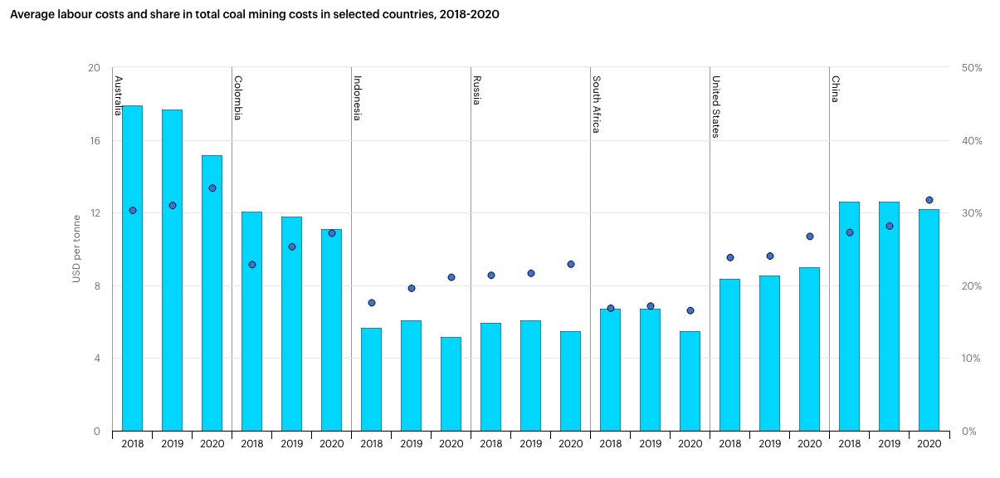 Average labour costs and share in total coal mining costs in selected countries, 2018-2020
20
16
12
8
4
0
USD per tonne
50%
40%
30%
20%
10%
0%
Australia
Colombia
Indonesia
Russia
South Africa
United States
China
2018 2019 2020 2018 2019 2020 2018 2019 2020 2018 2019 2020 2018 2019 2020 2018 2019 2020 2018 2019 2020